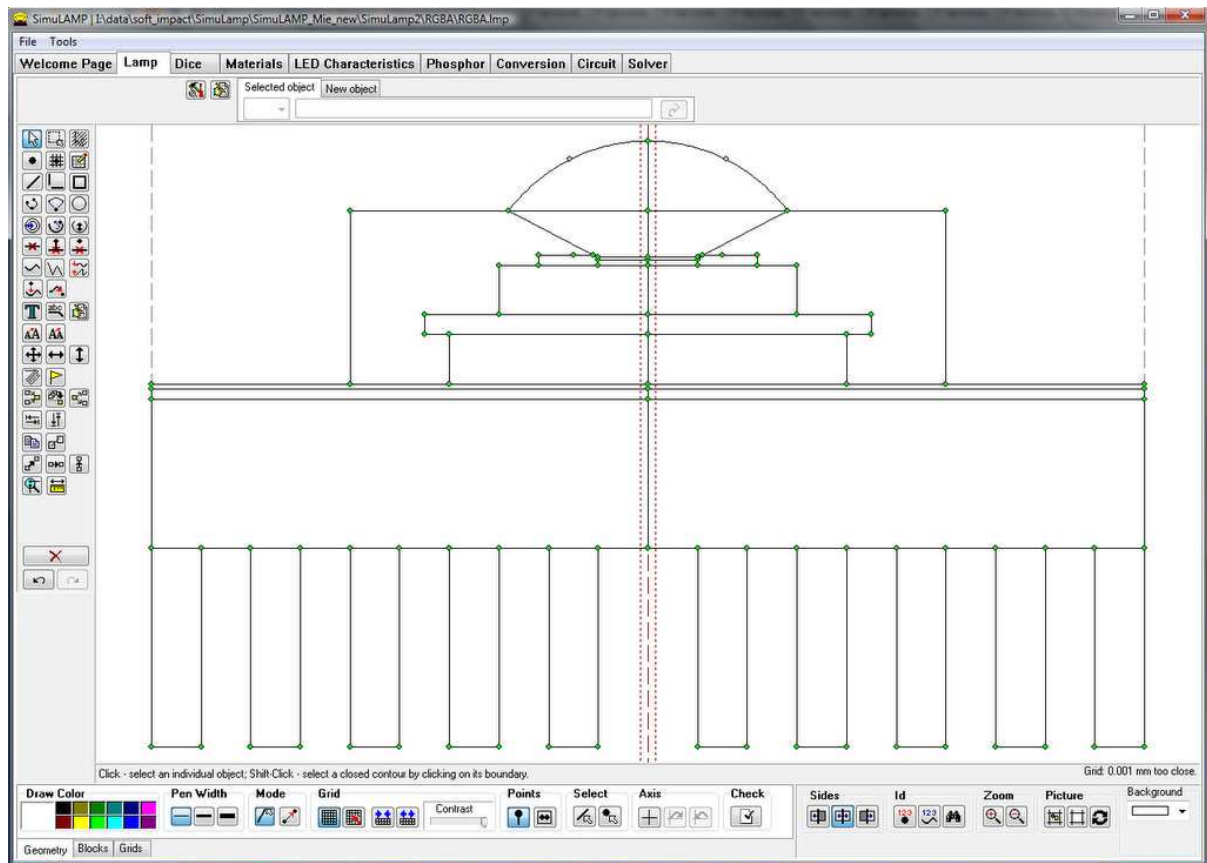 SimuLAMP | I:\data\soft_impact\SimuLamp\SimuLAMP_Mie_new\SimuLamp2\RGBA\RGBA.lmp
File Tools
Welcome Page Lamp Dice Materials LED Characteristics Phosphor Conversion Circuit Solver
Selected object New object
Click - select an individual object; Shift-Click - select a closed contour by clicking on its boundary. Grid: 0.001 mm too close.
Draw Color Pen Width Mode Grid Points Select Axis Check Sides Id Zoom Picture Background
Contrast
123 123
Geometry Blocks Grids